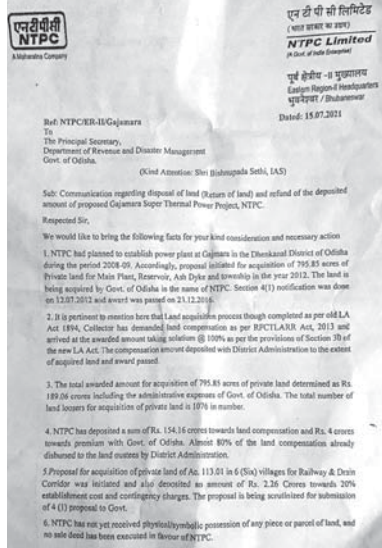 एनटीपीसी
NTPC
A Maharatna Company
एन टी पी सी लिमिटेड
(भारत सरकार का उद्यम)
NTPC Limited
(A Govt. of India Enterprise)
पूर्व क्षेत्रीय -II मुख्यालय
Eastern Region-II Headquarters
भुवनेश्वर / Bhubaneswar
Dated: 15.07.2021
Ref: NTPC/ER-II/Gajamara
To
The Principal Secretary,
Department of Revenue and Disaster Management
Govt. of Odisha.
(Kind Attention: Shri Bishnupada Sethi, IAS)
Sub: Communication regarding disposal of land (Return of land) and refund of the deposited
amount of proposed Gajamara Super Thermal Power Project, NTPC.
Respected Sir,
We would like to bring the following facts for your kind consideration and necessary action
1. NTPC had planned to establish power plant at Gajmara in the Dhenkanal District of Odisha
during the period 2008-09. Accordingly, proposal initiated for acquisition of 795.85 acres of
Private land for Main Plant, Reservoir, Ash Dyke and township in the year 2012. The land is
being acquired by Govt. of Odisha in the name of NTPC. Section 4(1) notification was done
on 12.07.2012 and award was passed on 21.12.2016.
2. It is pertinent to mention here that Land acquisition process though completed as per old LA
Act 1894, Collector has demanded land compensation as per RFCTLARR Act, 2013 and
arrived at the awarded amount taking solatium @ 100% as per the provisions of Section 30 of
the new LA Act. The compensation amount deposited with District Administration to the extent
of acquired land and award passed.
3. The total awarded amount for acquisition of 795.85 acres of private land determined as Rs.
189.06 crores including the administrative expenses of Govt. of Odisha. The total number of
land loosers for acquisition of private land is 1076 in number.
4. NTPC has deposited a sum of Rs. 154.16 crores towards land compensation and Rs. 4 crores
towards premium with Govt. of Odisha. Almost 80% of the land compensation already
disbursed to the land oustees by District Administration.
5.Proposal for acquisition of private land of Ac. 113.01 in 6 (Six) villages for Railway & Drain
Corridor was initiated and also deposited an amount of Rs. 2.26 Crores towards 20%
establishment cost and contingency charges. The proposal is being scrutinized for submission
of 4 (1) proposal to Govt.
6. NTPC has not yet received physical/symbolic possession of any piece or parcel of land, and
no sale deed has been executed in favour of NTPC.